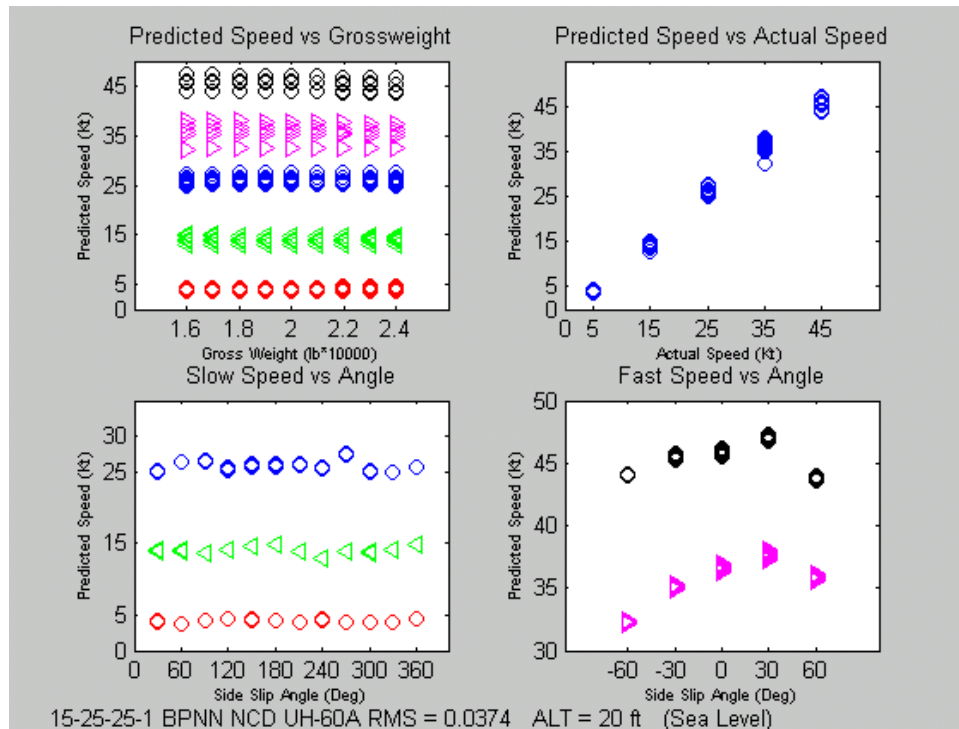 Predicted Speed vs Grossweight
Predicted Speed (Kt)
45
35
25
15
5
0
1.6 1.8 2 2.2 2.4
Gross Weight (lb*10000)
Predicted Speed vs Actual Speed
Predicted Speed (Kt)
45
35
25
15
5
0
0 5 15 25 35 45
Actual Speed (Kt)
Slow Speed vs Angle
Predicted Speed (Kt)
30
25
15
5
0
0 60 120 180 240 300 360
Side Slip Angle (Deg)
Fast Speed vs Angle
Predicted Speed (Kt)
50
45
40
35
30
-60 -30 0 30 60
Side Slip Angle (Deg)
15-25-25-1 BPNN NCD UH-60A RMS = 0.0374 ALT = 20 ft (Sea Level)